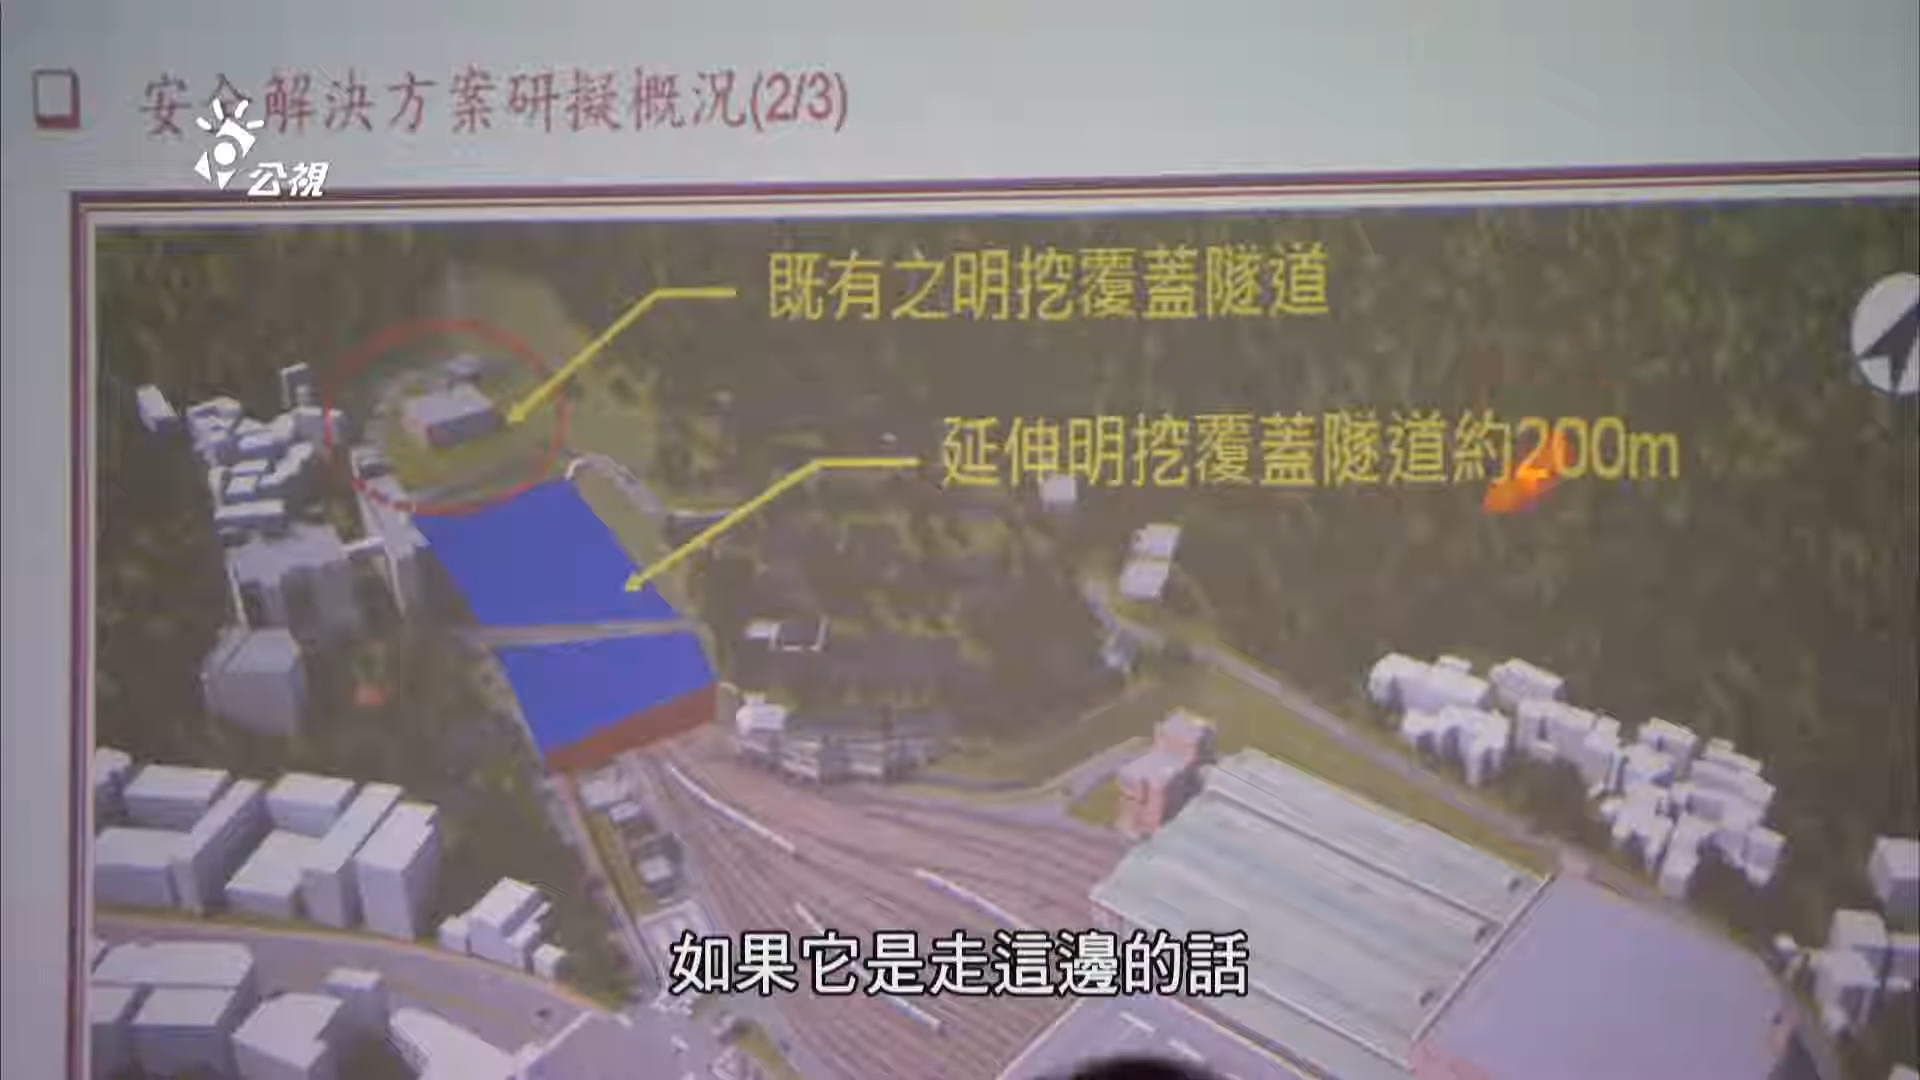 安全解決方案研擬概況(2/3)
公視
既有之明挖覆蓋隧道
延伸明挖覆蓋隧道約200m
如果它是走這邊的話